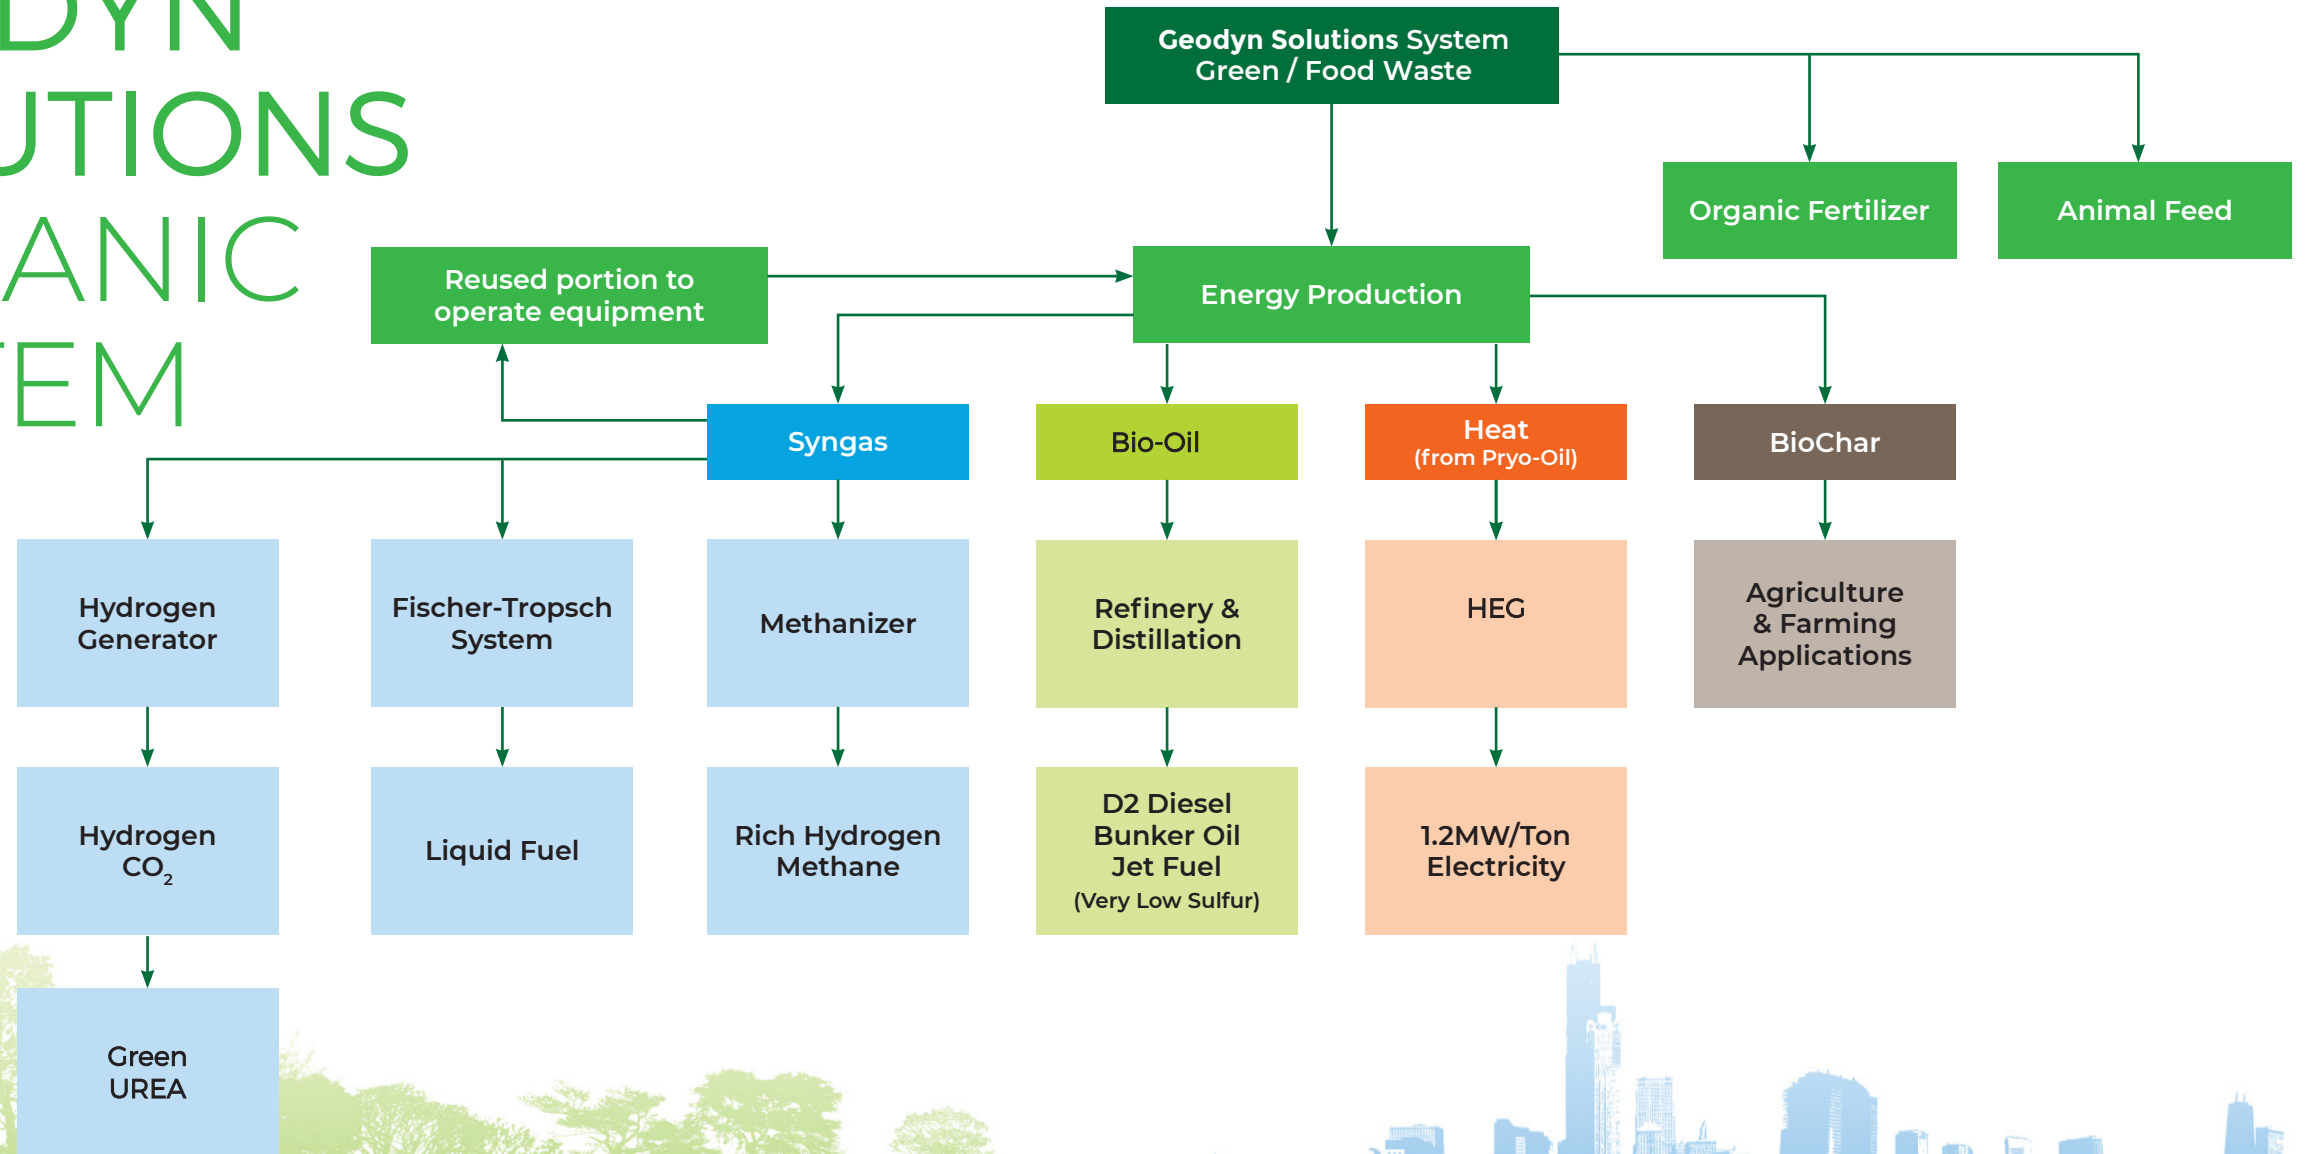 DYN
UTIONS
ANIC
TEM
Geodyn Solutions System
Green / Food Waste
Organic Fertilizer
Animal Feed
Reused portion to
operate equipment
Energy Production
Syngas
Bio-Oil
Heat
(from Pryo-Oil)
BioChar
Hydrogen
Generator
Fischer-Tropsch
System
Methanizer
Refinery &
Distillation
HEG
Agriculture
& Farming
Applications
Hydrogen
CO₂
Liquid Fuel
Rich Hydrogen
Methane
D2 Diesel
Bunker Oil
Jet Fuel
(Very Low Sulfur)
1.2MW/Ton
Electricity
Green
UREA